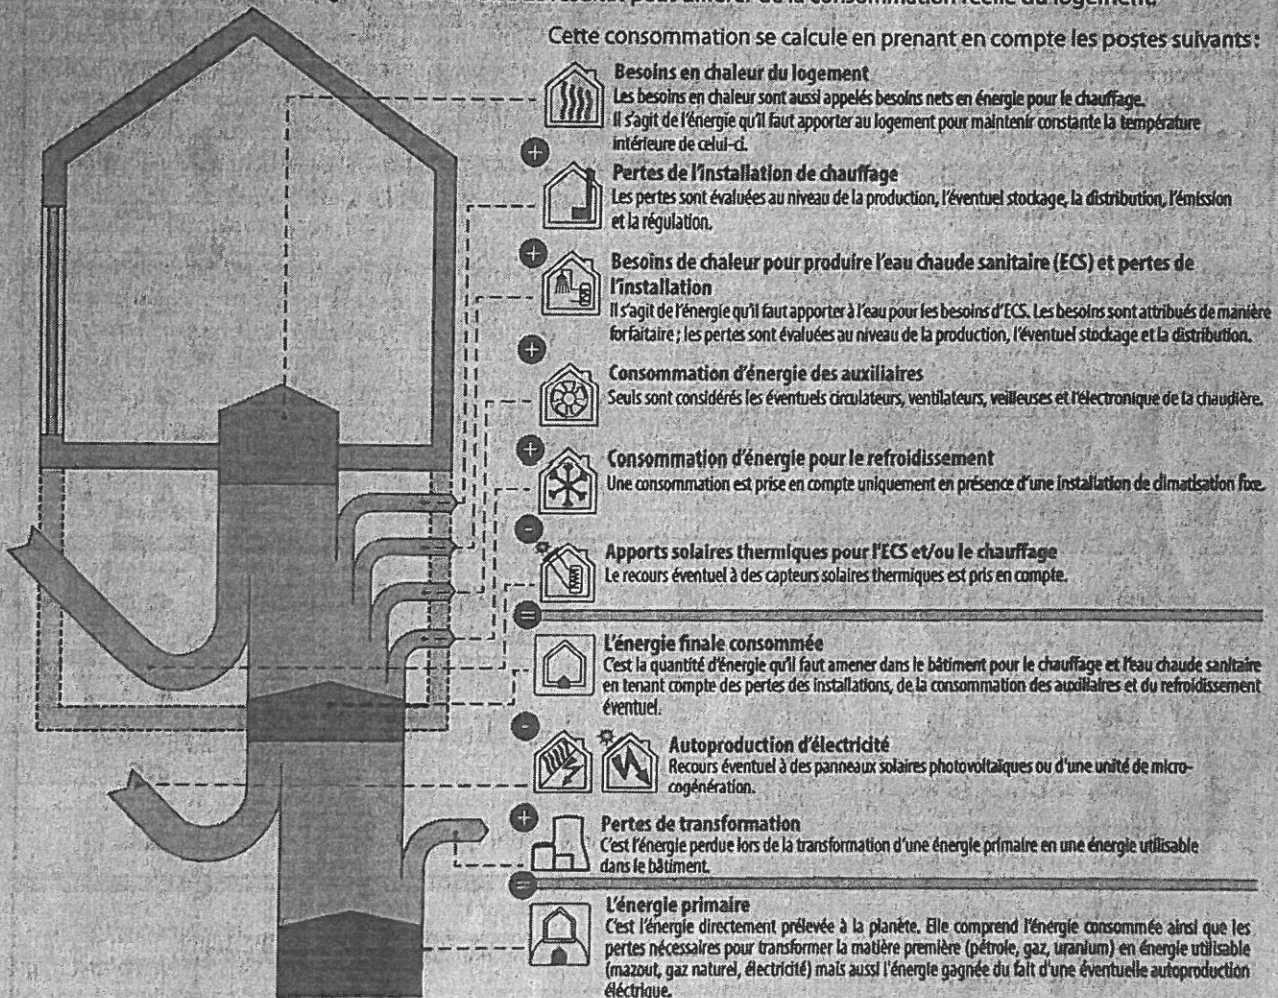 Cette consommation se calcule en prenant en compte les postes suivants :
Besoins en chaleur du logement
Les besoins en chaleur sont aussi appelés besoins nets en énergie pour le chauffage.
Il s'agit de l'énergie qu'il faut apporter au logement pour maintenir constante la température
intérieure de celui-ci.
+
Pertes de l'installation de chauffage
Les pertes sont évaluées au niveau de la production, l'éventuel stockage, la distribution, l'émission
et la régulation.
+
Besoins de chaleur pour produire l'eau chaude sanitaire (ECS) et pertes de
l'installation
Il s'agit de l'énergie qu'il faut apporter à l'eau pour les besoins d'ECS. Les besoins sont attribués de manière
forfaitaire ; les pertes sont évaluées au niveau de la production, l'éventuel stockage et la distribution.
+
Consommation d'énergie des auxiliaires
Seuls sont considérés les éventuels circulateurs, ventilateurs, veilleuses et l'électronique de la chaudière.
+
Consommation d'énergie pour le refroidissement
Une consommation est prise en compte uniquement en présence d'une installation de climatisation fixe.
-
Apports solaires thermiques pour l'ECS et/ou le chauffage
Le recours éventuel à des capteurs solaires thermiques est pris en compte.
=
L'énergie finale consommée
C'est la quantité d'énergie qu'il faut amener dans le bâtiment pour le chauffage et l'eau chaude sanitaire
en tenant compte des pertes des installations, de la consommation des auxiliaires et du refroidissement
éventuel.
-
Autoproduction d'électricité
Recours éventuel à des panneaux solaires photovoltaïques ou d'une unité de micro-
cogénération.
+
Pertes de transformation
C'est l'énergie perdue lors de la transformation d'une énergie primaire en une énergie utilisable
dans le bâtiment.
=
L'énergie primaire
C'est l'énergie directement prélevée à la planète. Elle comprend l'énergie consommée ainsi que les
pertes nécessaires pour transformer la matière première (pétrole, gaz, uranium) en énergie utilisable
(mazout, gaz naturel, électricité) mais aussi l'énergie gagnée du fait d'une éventuelle autoproduction
éléctrique.